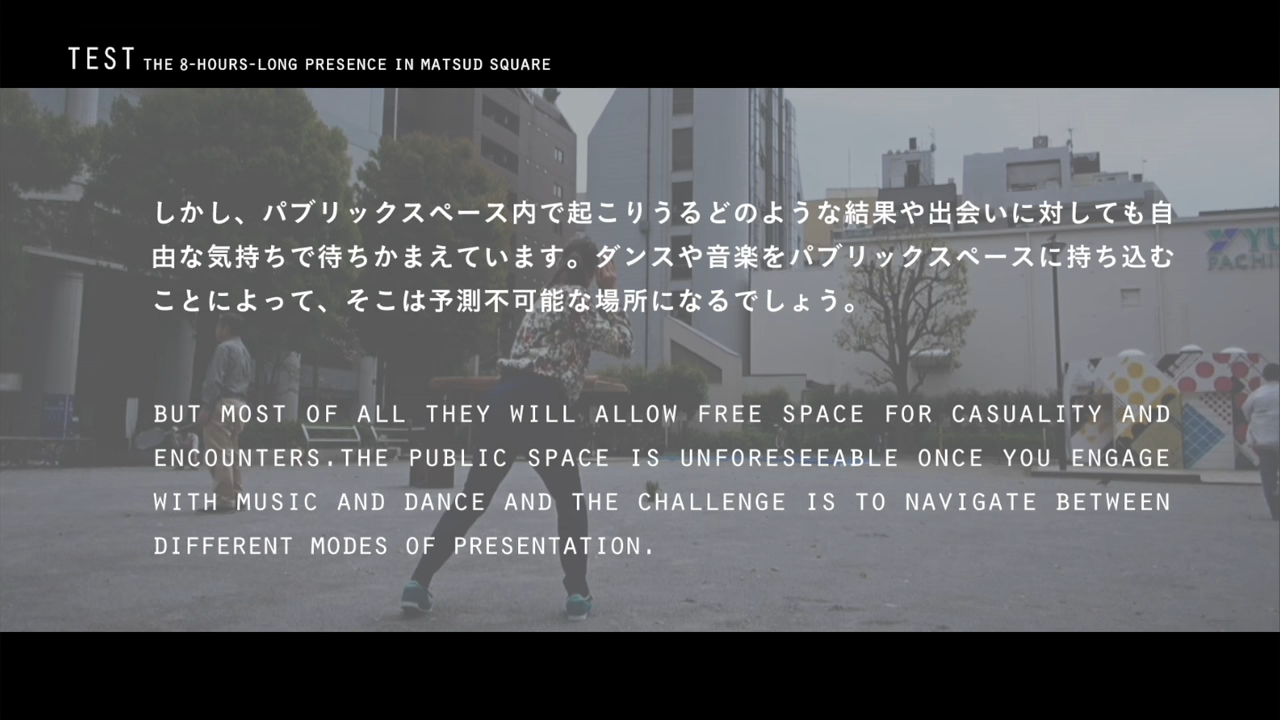 TEST THE 8-HOURS-LONG PRESENCE IN MATSUD SQUARE
しかし、パブリックスペース内で起こりうるどのような結果や出会いに対しても自
由な気持ちで待ちかまえています。ダンスや音楽をパブリックスペースに持ち込む
ことによって、そこは予測不可能な場所になるでしょう。
BUT MOST OF ALL THEY WILL ALLOW FREE SPACE FOR CASUALITY AND
ENCOUNTERS.THE PUBLIC SPACE IS UNFORESEEABLE ONCE YOU ENGAGE
WITH MUSIC AND DANCE AND THE CHALLENGE IS TO NAVIGATE BETWEEN
DIFFERENT MODES OF PRESENTATION.